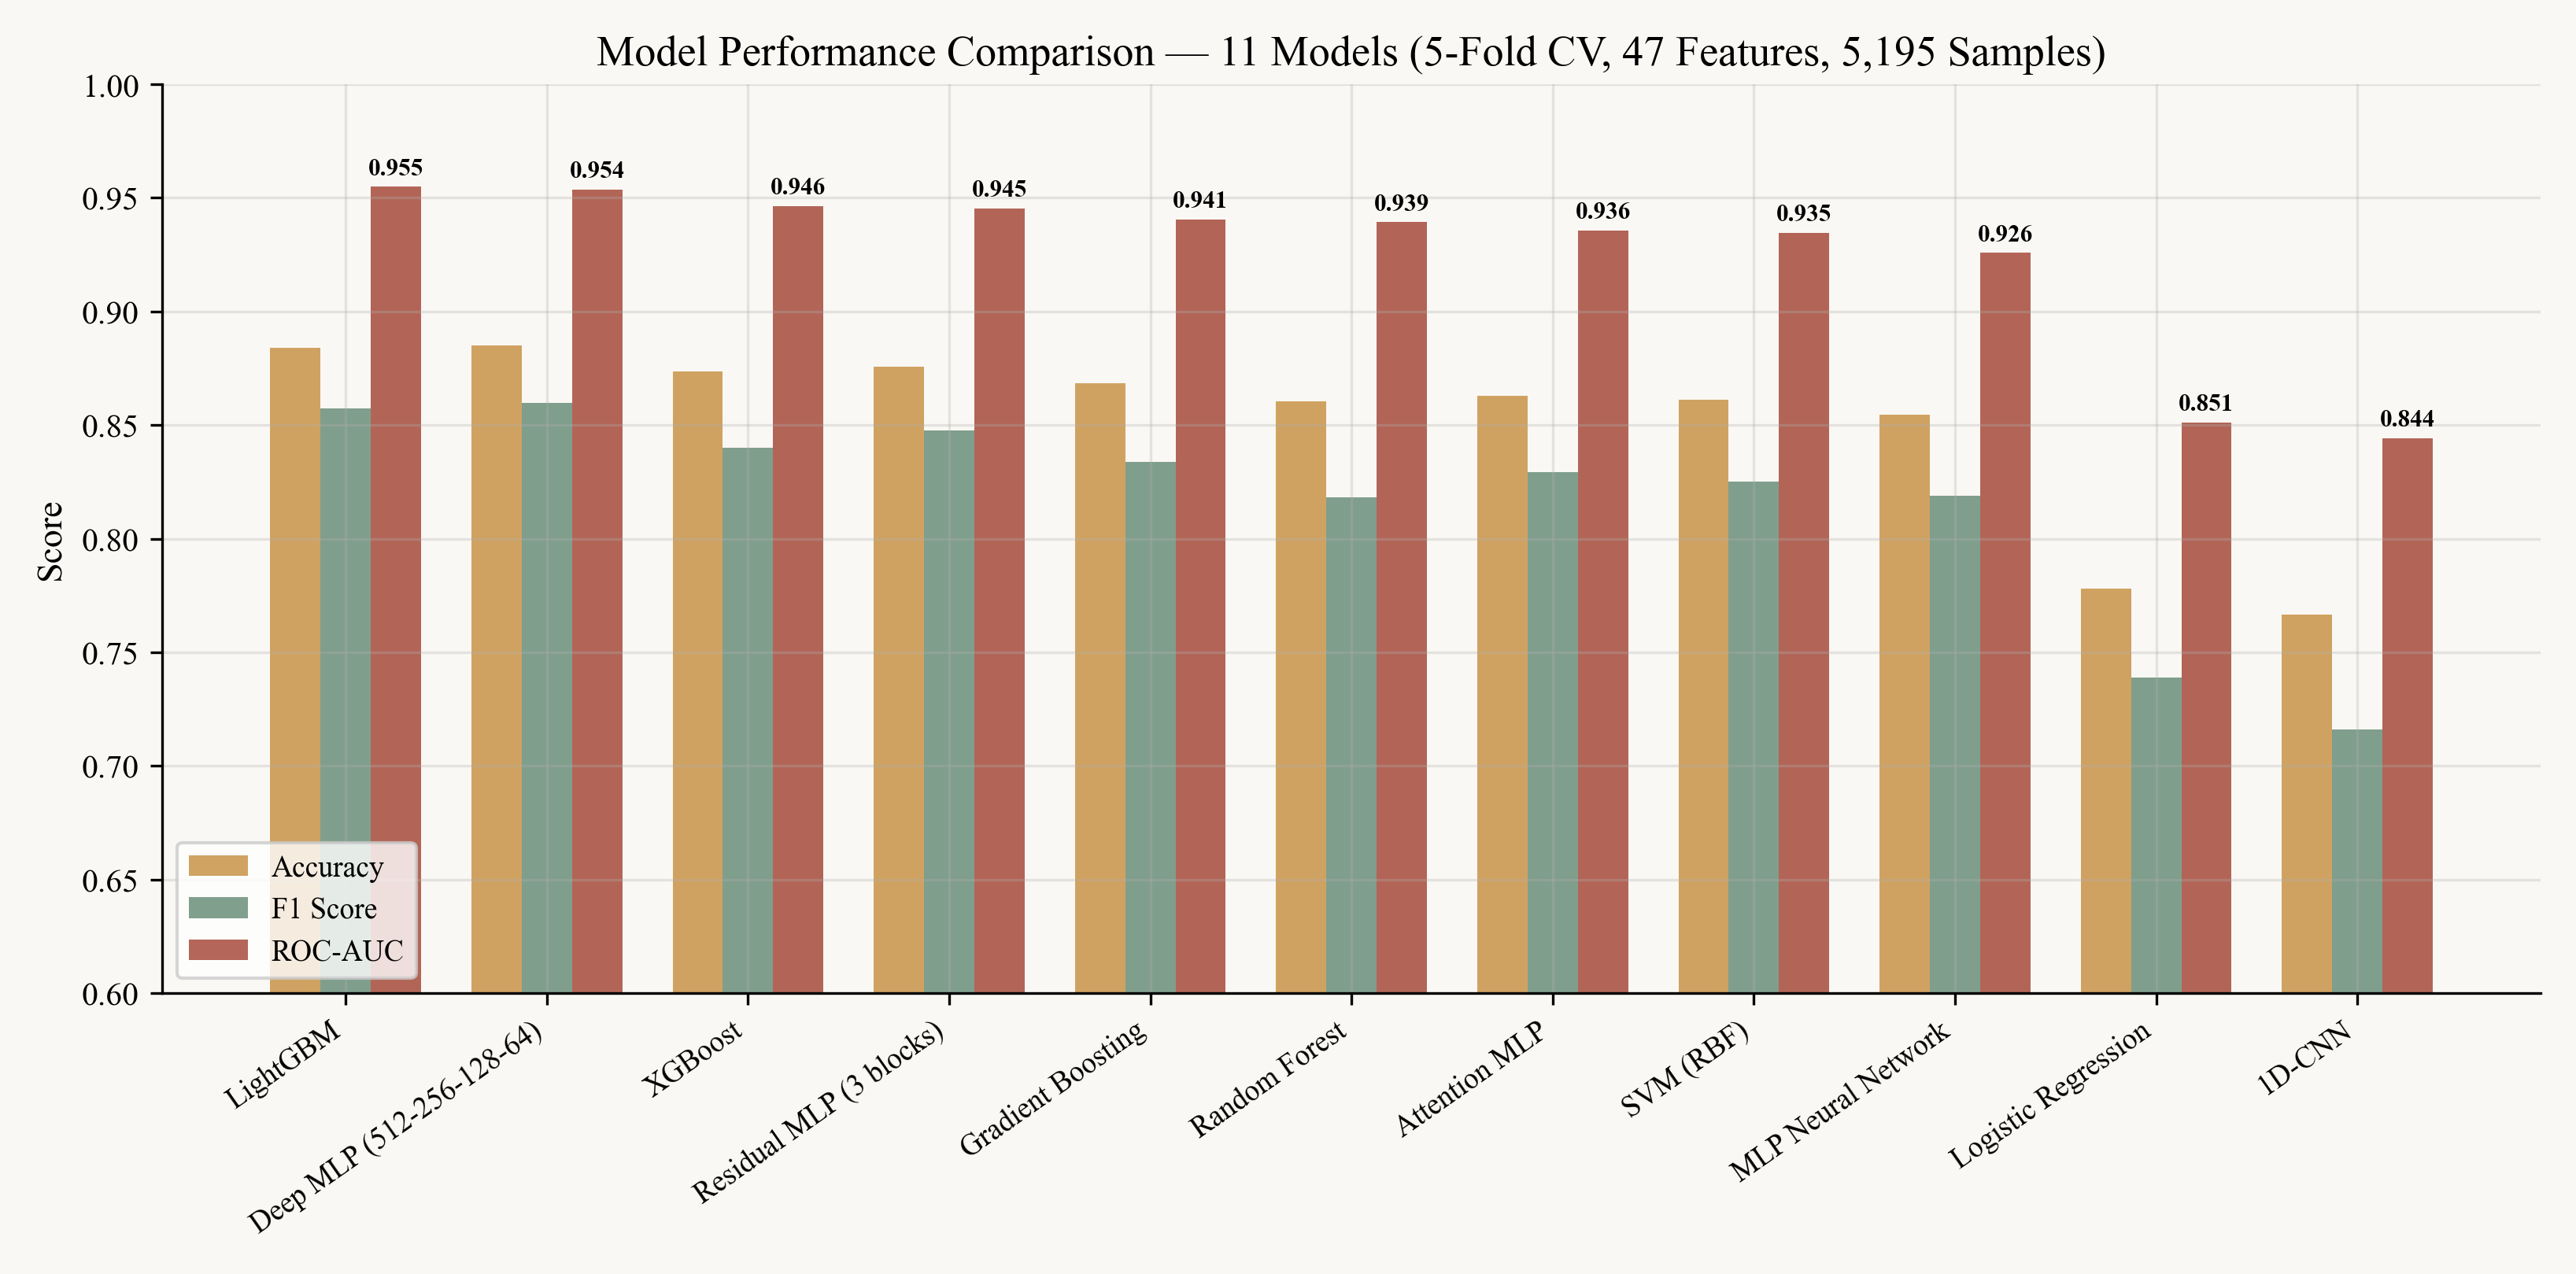 Model Performance Comparison — 11 Models (5-Fold CV, 47 Features, 5,195 Samples)
Score
1.00
0.95
0.90
0.85
0.80
0.75
0.70
0.65
0.60
0.955
0.954
0.946
0.945
0.941
0.939
0.936
0.935
0.926
0.851
0.844
Accuracy
F1 Score
ROC-AUC
LightGBM
Deep MLP (512-256-128-64)
XGBoost
Residual MLP (3 blocks)
Gradient Boosting
Random Forest
Attention MLP
SVM (RBF)
MLP Neural Network
Logistic Regression
1D-CNN